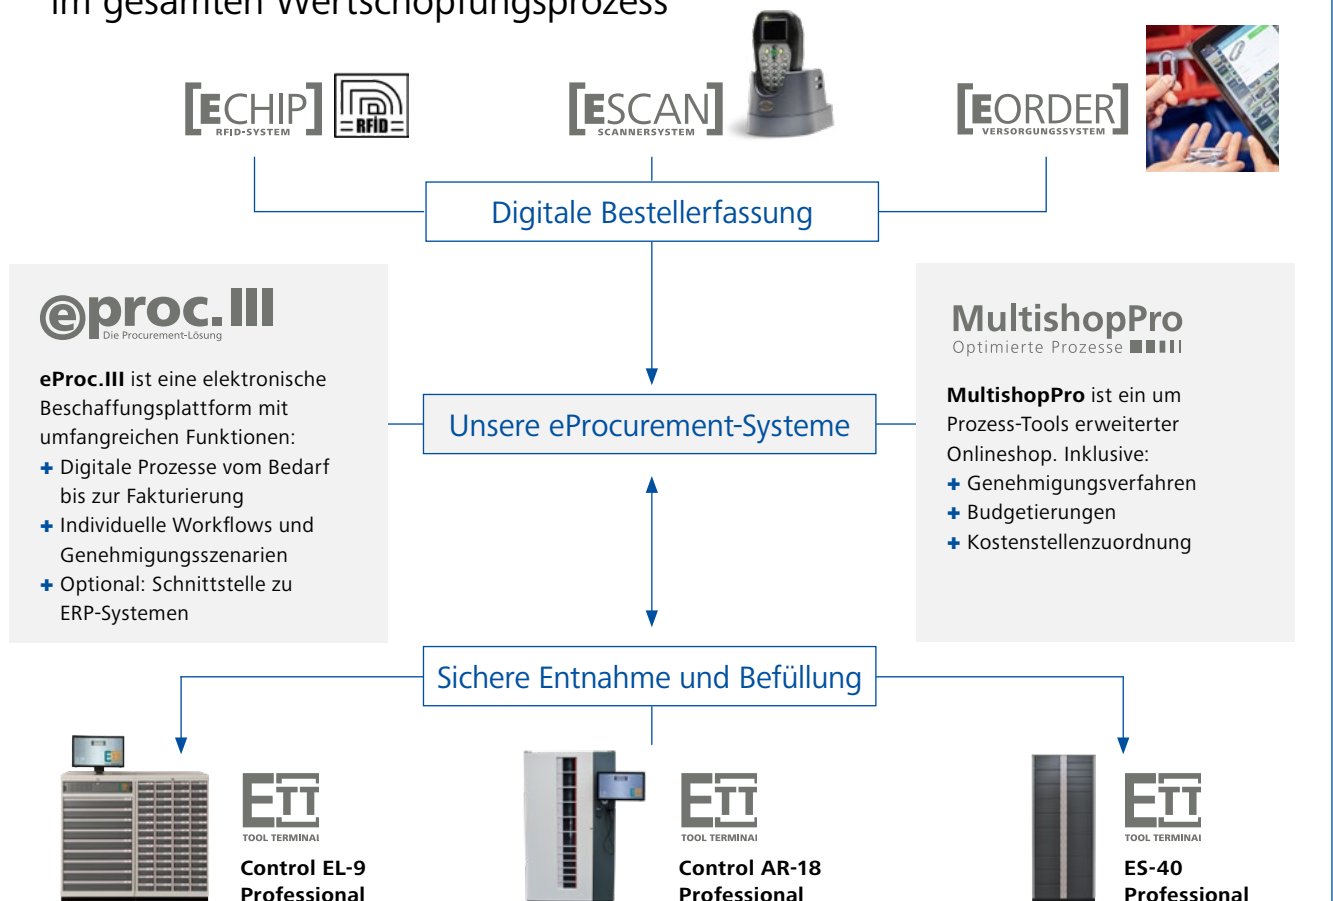 im gesamten Wertschöpfungsprozess
[ECHIP]
RFID-SYSTEM
RFID
[ESCAN]
SCANNERSYSTEM
[EORDER]
VERSORGUNGSSYSTEM
Digitale Bestellerfassung
eproc.III
Die Procurement-Lösung
eProc.III ist eine elektronische
Beschaffungsplattform mit
umfangreichen Funktionen:
+ Digitale Prozesse vom Bedarf
bis zur Fakturierung
+ Individuelle Workflows und
Genehmigungsszenarien
+ Optional: Schnittstelle zu
ERP-Systemen
Unsere eProcurement-Systeme
MultishopPro
Optimierte Prozesse
MultishopPro ist ein um
Prozess-Tools erweiterter
Onlineshop. Inklusive:
+ Genehmigungsverfahren
+ Budgetierungen
+ Kostenstellenzuordnung
Sichere Entnahme und Befüllung
ETT
TOOL TERMINAL
Control EL-9
Professional
ETT
TOOL TERMINAL
Control AR-18
Professional
ETT
TOOL TERMINAL
ES-40
Professional